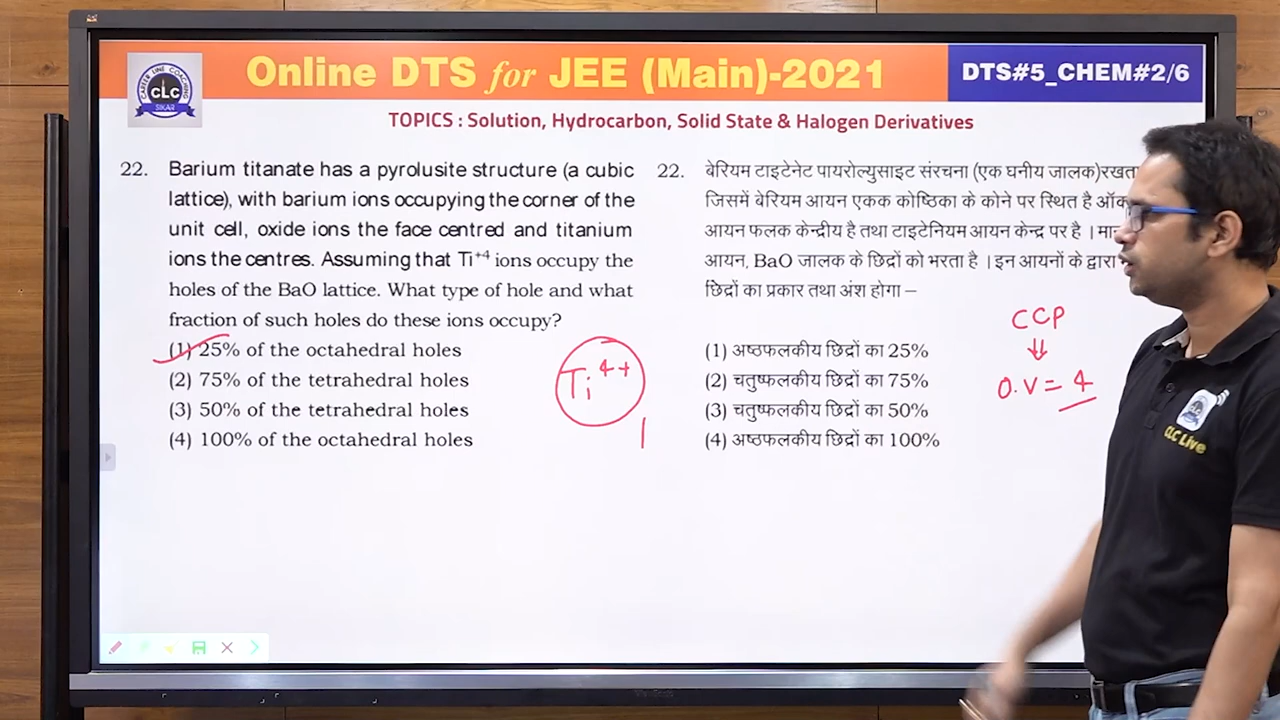 Online DTS for JEE (Main)-2021
DTS#5_CHEM#2/6
CAREER LINE COACHING
CLC
SIKAR
TOPICS : Solution, Hydrocarbon, Solid State & Halogen Derivatives
22. Barium titanate has a pyrolusite structure (a cubic
lattice), with barium ions occupying the corner of the
unit cell, oxide ions the face centred and titanium
ions the centres. Assuming that Ti+4 ions occupy the
holes of the BaO lattice. What type of hole and what
fraction of such holes do these ions occupy?
(1) 25% of the octahedral holes
(2) 75% of the tetrahedral holes
(3) 50% of the tetrahedral holes
(4) 100% of the octahedral holes
Ti4+
1
22. बेरियम टाइटेनेट पायरोल्युसाइट संरचना (एक घनीय जालक)रखता
जिसमें बेरियम आयन एकक कोष्ठिका के कोने पर स्थित है
आयन फलक केन्द्रीय है तथा टाइटेनियम आयन केन्द्र पर है ।
आयन, BaO जालक के छिद्रों को भरता है । इन आयनों के द्वारा
छिद्रों का प्रकार तथा अंश होगा –
(1) अष्ठफलकीय छिद्रों का 25%
(2) चतुष्फलकीय छिद्रों का 75%
(3) चतुष्फलकीय छिद्रों का 50%
(4) अष्ठफलकीय छिद्रों का 100%
CCP
O.V = 4
CLC Live